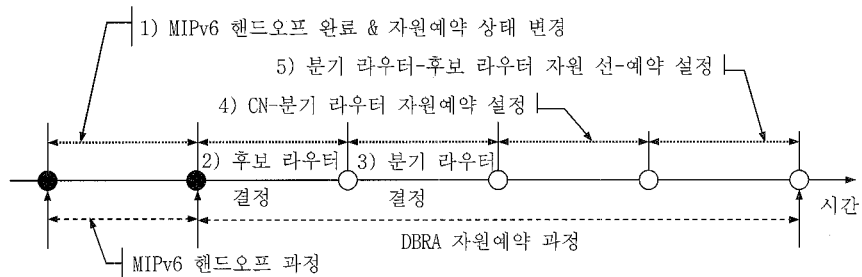 1) MIPv6 핸드오프 완료 & 자원예약 상태 변경
5) 분기 라우터-후보 라우터 자원 선-예약 설정
4) CN-분기 라우터 자원예약 설정
2) 후보 라우터 결정
3) 분기 라우터 결정
시간
DBRA 자원예약 과정
MIPv6 핸드오프 과정